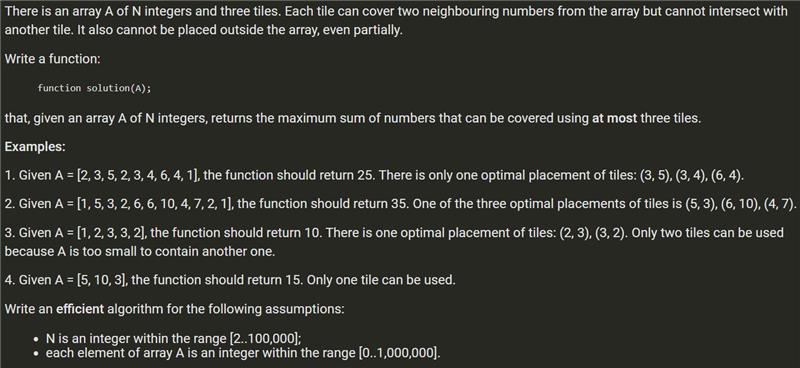 There is an array A of N integers and three tiles. Each tile can cover two neighbouring numbers from the array but cannot intersect with
another tile. It also cannot be placed outside the array, even partially.
Write a function:
function solution(A);
that, given an array A of N integers, returns the maximum sum of numbers that can be covered using at most three tiles.
Examples:
1. Given A = [2, 3, 5, 2, 3, 4, 6, 4, 1], the function should return 25. There is only one optimal placement of tiles: (3, 5), (3, 4), (6, 4).
2. Given A = [1, 5, 3, 2, 6, 6, 10, 4, 7, 2, 1], the function should return 35. One of the three optimal placements of tiles is (5, 3), (6, 10), (4, 7).
3. Given A = [1, 2, 3, 3, 2], the function should return 10. There is one optimal placement of tiles: (2, 3), (3, 2). Only two tiles can be used
because A is too small to contain another one.
4. Given A = [5, 10, 3], the function should return 15. Only one tile can be used.
Write an efficient algorithm for the following assumptions:
• N is an integer within the range [2..100,000];
• each element of array A is an integer within the range [0..1,000,000].